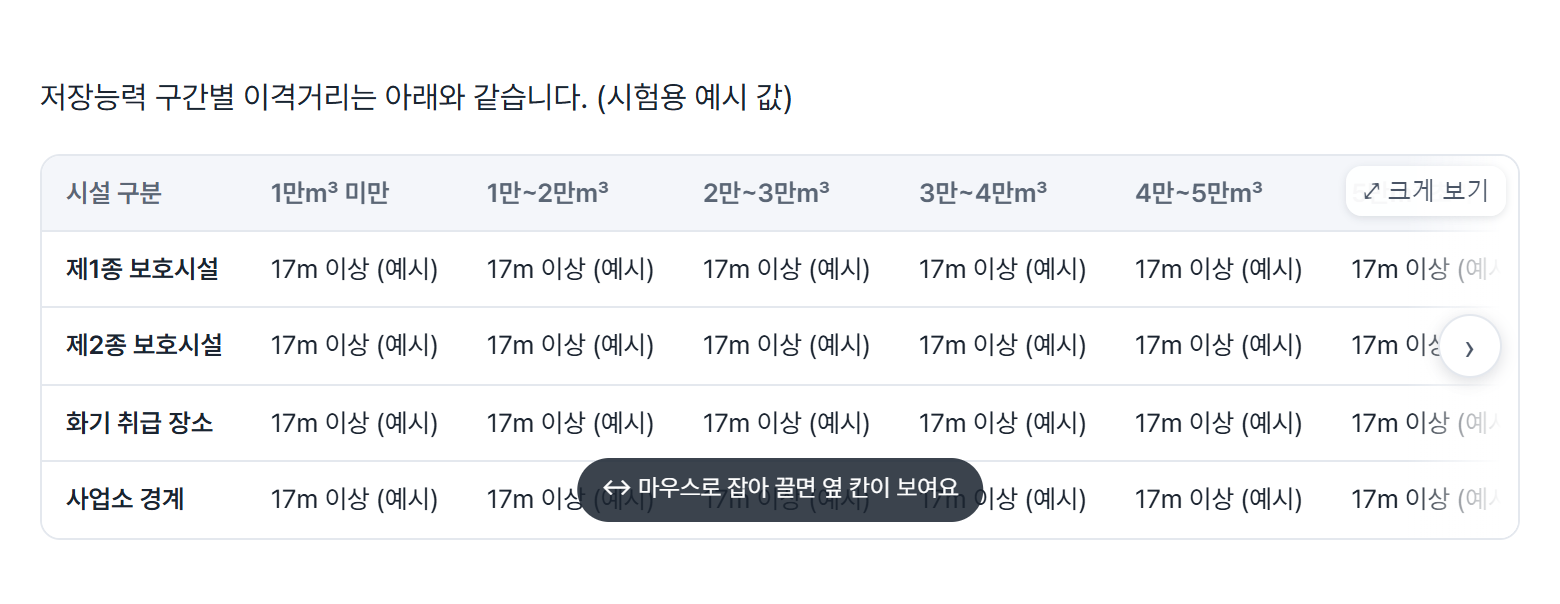 저장능력 구간별 이격거리는 아래와 같습니다. (시험용 예시 값)
시설 구분 1만m³ 미만 1만~2만m³ 2만~3만m³ 3만~4만m³ 4만~5만m³ ⤢ 크게 보기
제1종 보호시설 17m 이상 (예시) 17m 이상 (예시) 17m 이상 (예시) 17m 이상 (예시) 17m 이상 (예시) 17m 이상
제2종 보호시설 17m 이상 (예시) 17m 이상 (예시) 17m 이상 (예시) 17m 이상 (예시) 17m 이상 (예시) 17m ›
화기 취급 장소 17m 이상 (예시) 17m 이상 (예시) 17m 이상 (예시) 17m 이상 (예시) 17m 이상 (예시) 17m 이상
↔ 마우스로 잡아 끌면 옆 칸이 보여요
사업소 경계 17m 이상 (예시) 17m 이상 (예시) 17m 이상 (예시) 17m 이상